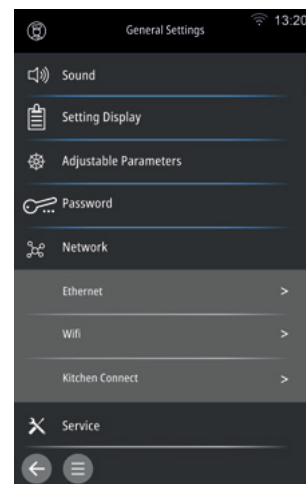 General Settings
13:20
Sound
Setting Display
Adjustable Parameters
Password
Network
Ethernet >
Wifi >
Kitchen Connect >
Service